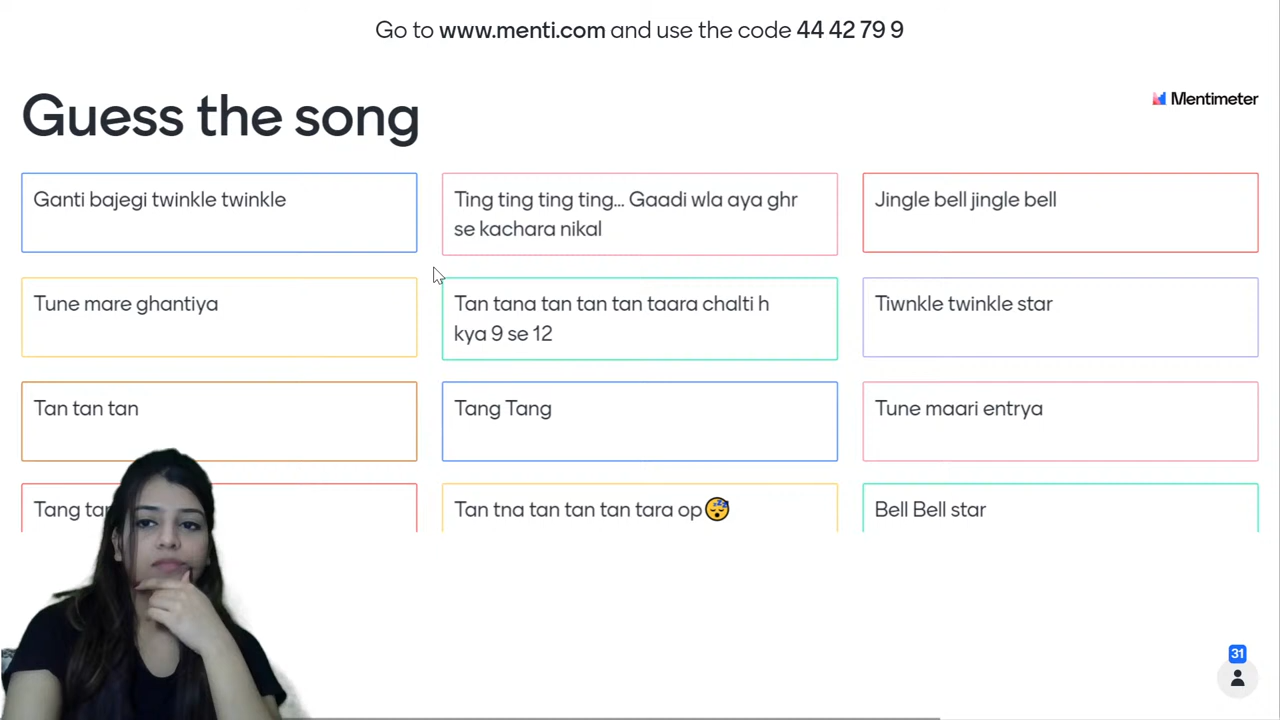 Go to www.menti.com and use the code 44 42 79 9
Guess the song
Mentimeter
Ganti bajegi twinkle twinkle
Ting ting ting ting... Gaadi wla aya ghr
se kachara nikal
Jingle bell jingle bell
Tune mare ghantiya
Tan tana tan tan tan taara chalti h
kya 9 se 12
Tiwnkle twinkle star
Tan tan tan
Tang Tang
Tune maari entrya
Tang
Tan tna tan tan tan tara op😴
Bell Bell star
31